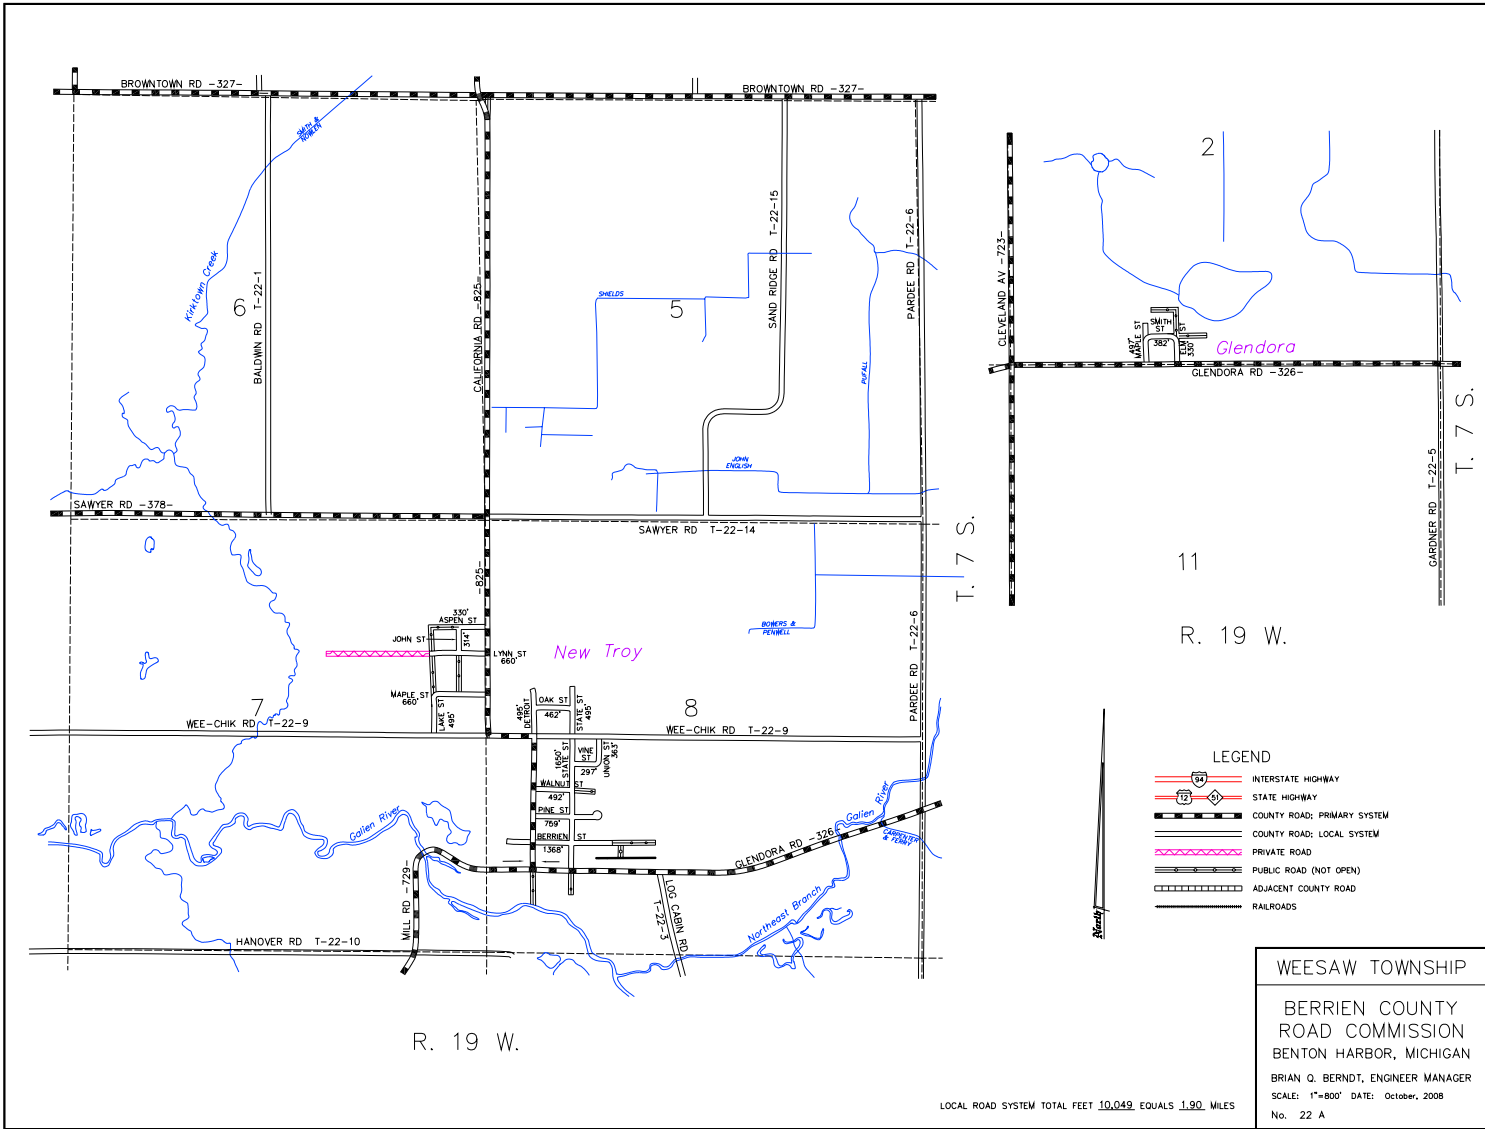 BROWNTOWN RD -327-
BROWNTOWN RD -327-
SMITH &
NOWLEN
Kirktown Creek
6
BALDWIN RD T-22-1
CALIFORNIA RD -825-
SHIELDS
5
SAND RIDGE RD T-22-15
PARDEE RD T-22-6
PUFALL
JOHN
ENGLISH
SAWYER RD -378-
SAWYER RD T-22-14
-825-
T. 7 S.
330'
ASPEN ST
JOHN ST
314'
LYNN ST
660'
MAPLE ST
660'
LAKE ST
495'
New Troy
BOWERS &
PENWELL
PARDEE RD T-22-6
7
8
WEE-CHIK RD T-22-9
WEE-CHIK RD T-22-9
495'
DETROIT
OAK ST
462'
STATE ST
495'
1650'
STATE ST
VINE
ST
297'
UNION ST
363'
WALNUT ST
492'
PINE ST
759'
BERRIEN ST
1368'
Galien River
Galien River
GLENDORA RD -326-
CARPENTER
& FERRY
MILL RD -729-
LOG CABIN RD
T-22-3
Northeast Branch
HANOVER RD T-22-10
R. 19 W.
2
CLEVELAND AV -723-
497'
MAPLE ST
SMITH
ST
382'
ELM ST
330'
Glendora
GLENDORA RD -326-
T. 7 S.
GARDNER RD T-22-5
11
R. 19 W.
North
LEGEND
94 INTERSTATE HIGHWAY
12 51 STATE HIGHWAY
COUNTY ROAD; PRIMARY SYSTEM
COUNTY ROAD; LOCAL SYSTEM
PRIVATE ROAD
PUBLIC ROAD (NOT OPEN)
ADJACENT COUNTY ROAD
RAILROADS
WEESAW TOWNSHIP
BERRIEN COUNTY
ROAD COMMISSION
BENTON HARBOR, MICHIGAN
BRIAN Q. BERNDT, ENGINEER MANAGER
SCALE: 1"=800' DATE: October, 2008
No. 22 A
LOCAL ROAD SYSTEM TOTAL FEET 10,049 EQUALS 1.90 MILES